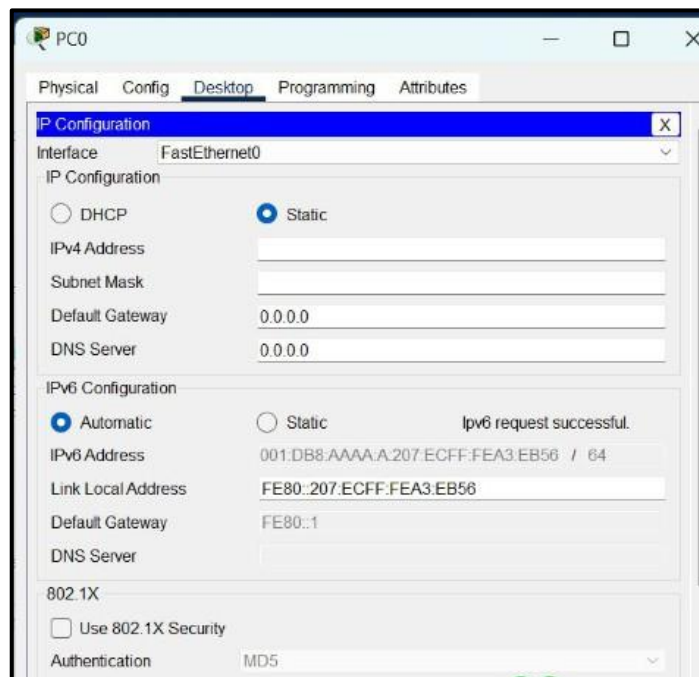 PC0
Physical Config Desktop Programming Attributes
IP Configuration X
Interface FastEthernet0
IP Configuration
DHCP Static
IPv4 Address
Subnet Mask
Default Gateway 0.0.0.0
DNS Server 0.0.0.0
IPv6 Configuration
Automatic Static Ipv6 request successful.
IPv6 Address 001:DB8:AAAA:A:207:ECFF:FEA3:EB56 / 64
Link Local Address FE80::207:ECFF:FEA3:EB56
Default Gateway FE80::1
DNS Server
802.1X
Use 802.1X Security
Authentication MD5